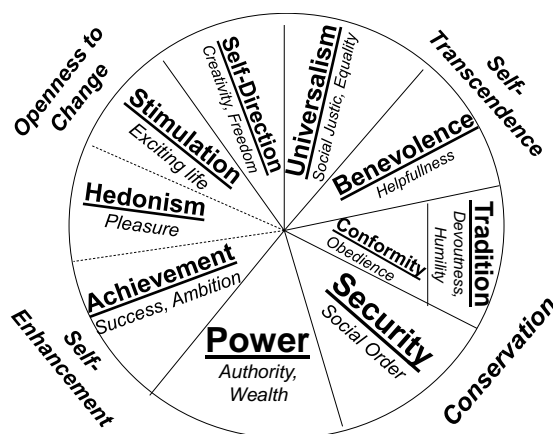 Openness to
Change
Self-
Transcendence
Self-Direction
Creativity, Freedom
Universalism
Social Justic, Equality
Stimulation
Exciting life
Benevolence
Helpfullness
Hedonism
Pleasure
Conformity
Obedience
Tradition
Devoutness,
Humility
Achievement
Success, Ambition
Security
Social Order
Power
Authority,
Wealth
Self-
Enhancement
Conservation